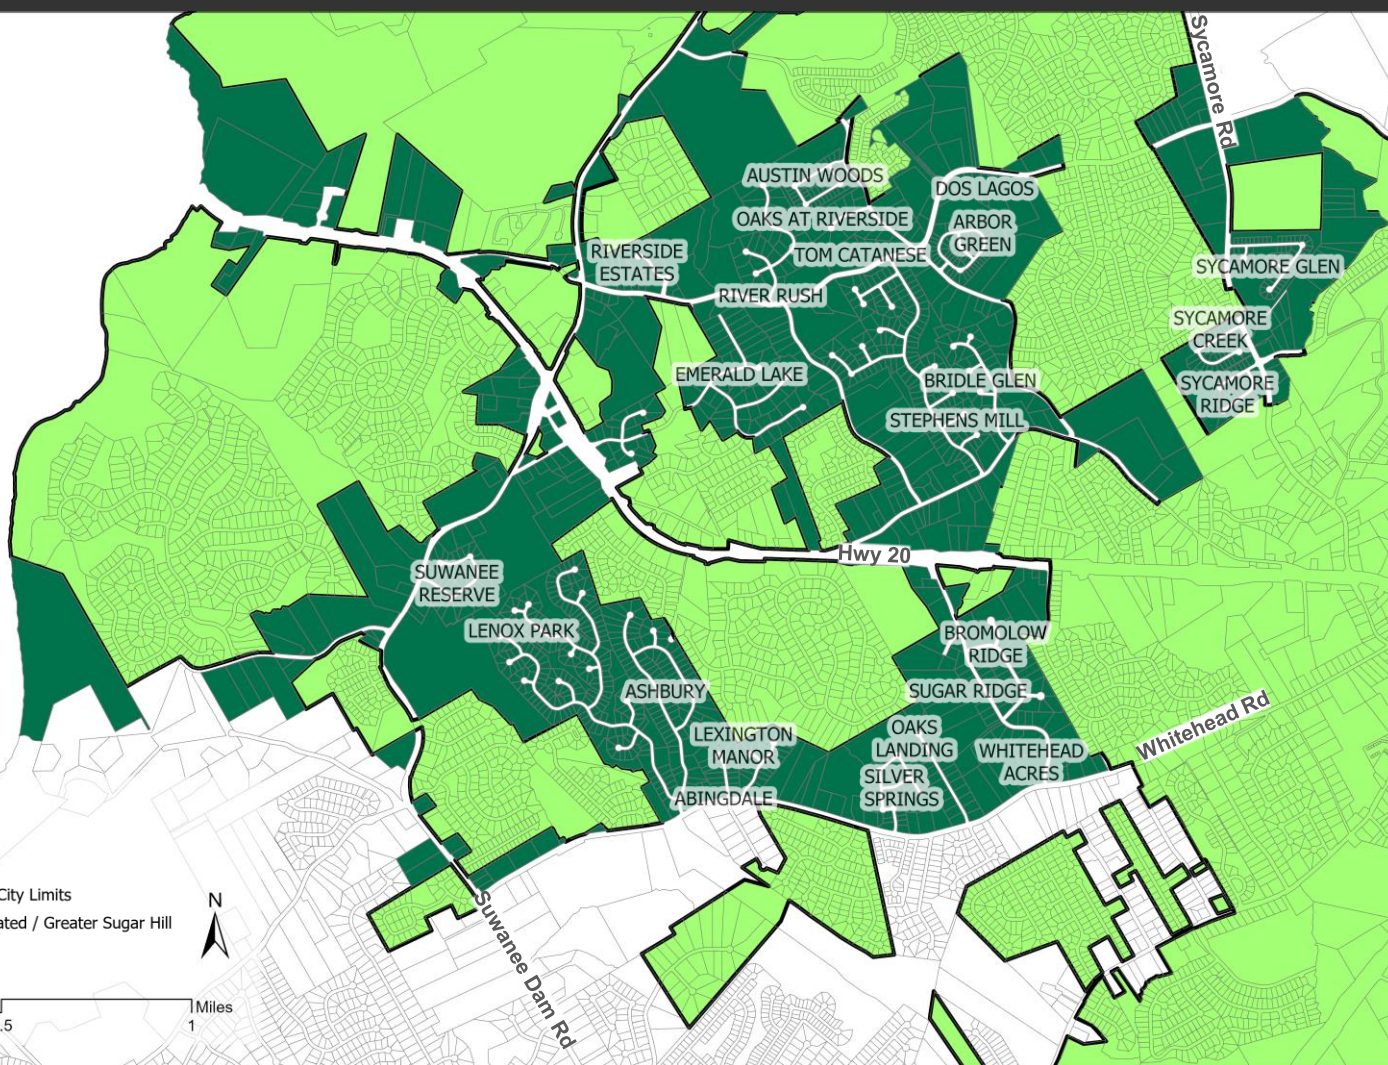 Sycamore Rd
AUSTIN WOODS
DOS LAGOS
OAKS AT RIVERSIDE
ARBOR
GREEN
TOM CATANESE
RIVERSIDE
ESTATES
RIVER RUSH
SYCAMORE GLEN
SYCAMORE
CREEK
EMERALD LAKE
BRIDLE GLEN
SYCAMORE
RIDGE
STEPHENS MILL
Hwy 20
SUWANEE
RESERVE
LENOX PARK
BROMOLOW
RIDGE
ASHBURY
SUGAR RIDGE
Whitehead Rd
LEXINGTON
MANOR
OAKS
LANDING
WHITEHEAD
ACRES
SILVER
SPRINGS
ABINGDALE
City Limits
ated / Greater Sugar Hill
N
Suwanee Dam Rd
Miles
.5
1